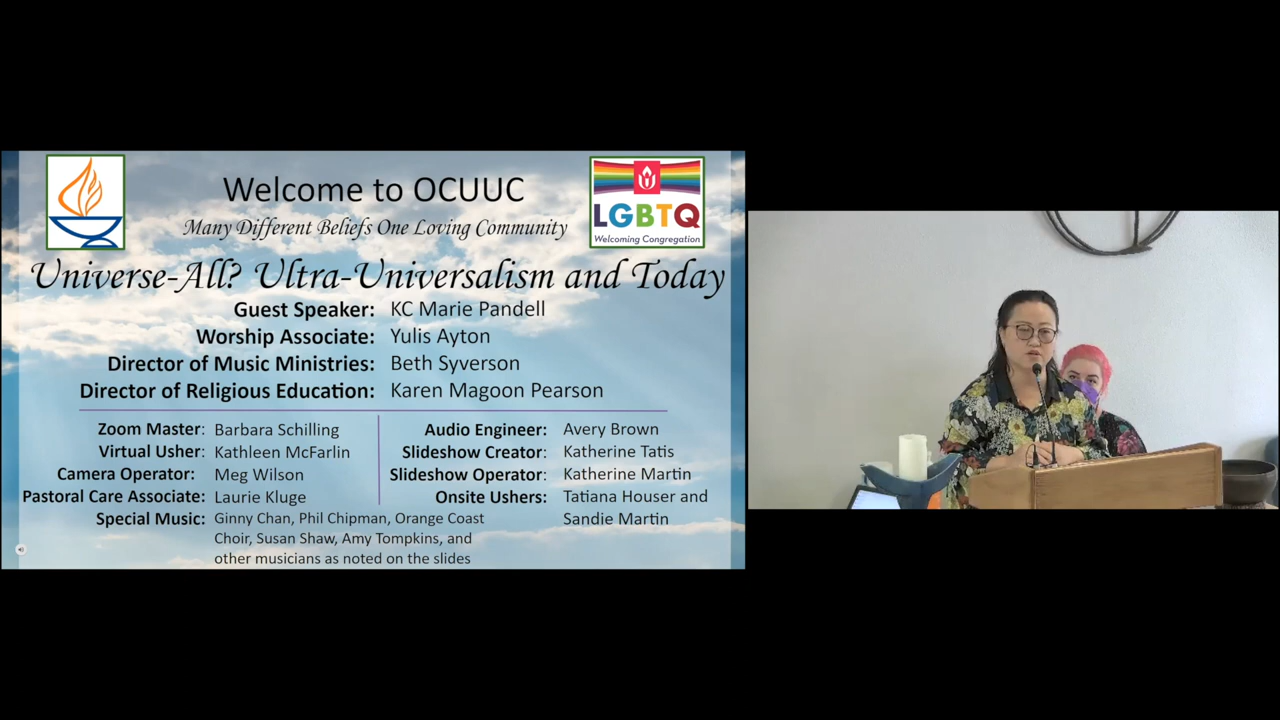 Welcome to OCUUC
Many Different Beliefs One Loving Community
LGBTQ
Welcoming Congregation
Universe-All? Ultra-Universalism and Today
Guest Speaker: KC Marie Pandell
Worship Associate: Yulis Ayton
Director of Music Ministries: Beth Syverson
Director of Religious Education: Karen Magoon Pearson
Zoom Master: Barbara Schilling
Virtual Usher: Kathleen McFarlin
Camera Operator: Meg Wilson
Pastoral Care Associate: Laurie Kluge
Special Music: Ginny Chan, Phil Chipman, Orange Coast
Choir, Susan Shaw, Amy Tompkins, and
other musicians as noted on the slides
Audio Engineer: Avery Brown
Slideshow Creator: Katherine Tatis
Slideshow Operator: Katherine Martin
Onsite Ushers: Tatiana Houser and
Sandie Martin